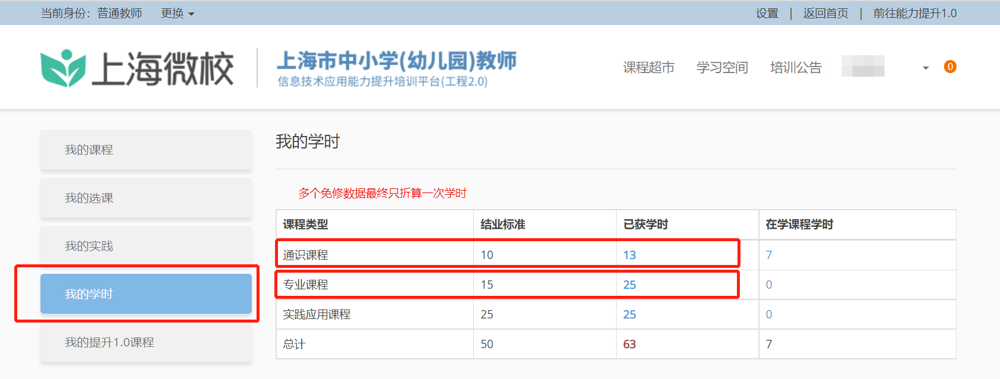 当前身份：普通教师 更换 设置 | 返回首页 | 前往能力提升1.0
上海微校 上海市中小学(幼儿园)教师 课程超市 学习空间 培训公告 0
信息技术应用能力提升培训平台(工程2.0)
我的课程
我的选课
我的实践
我的学时
我的提升1.0课程
我的学时
多个免修数据最终只折算一次学时
课程类型 结业标准 已获学时 在学课程学时
通识课程 10 13 7
专业课程 15 25 0
实践应用课程 25 25 0
总计 50 63 7